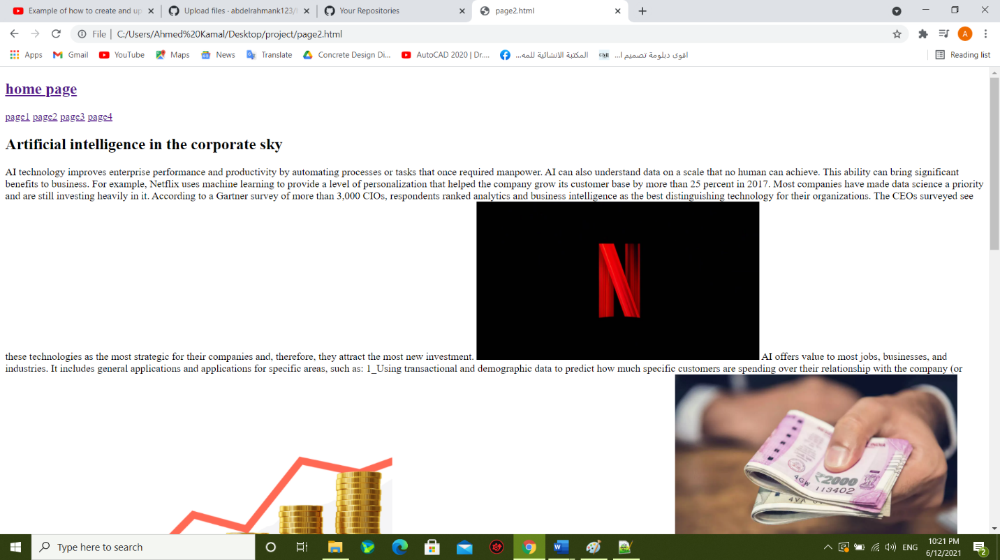 Example of how to create and up
Upload files · abdelrahmank123/
Your Repositories
page2.html
File | C:/Users/Ahmed%20Kamal/Desktop/project/page2.html
A
Apps
Gmail
YouTube
Maps
News
Translate
Concrete Design Di...
AutoCAD 2020 | Dr....
المكتبة الانشائية للمه...
اقوى دبلومة تصميم ا...
Reading list
home page
page1 page2 page3 page4
Artificial intelligence in the corporate sky
AI technology improves enterprise performance and productivity by automating processes or tasks that once required manpower. AI can also understand data on a scale that no human can achieve. This ability can bring significant
benefits to business. For example, Netflix uses machine learning to provide a level of personalization that helped the company grow its customer base by more than 25 percent in 2017. Most companies have made data science a priority
and are still investing heavily in it. According to a Gartner survey of more than 3,000 CIOs, respondents ranked analytics and business intelligence as the best distinguishing technology for their organizations. The CEOs surveyed see
N
these technologies as the most strategic for their companies and, therefore, they attract the most new investment.
AI offers value to most jobs, businesses, and
industries. It includes general applications and applications for specific areas, such as: 1_Using transactional and demographic data to predict how much specific customers are spending over their relationship with the company (or
₹2000
4GW 113402
4VA
Type here to search
ENG
10:21 PM
6/12/2021
2